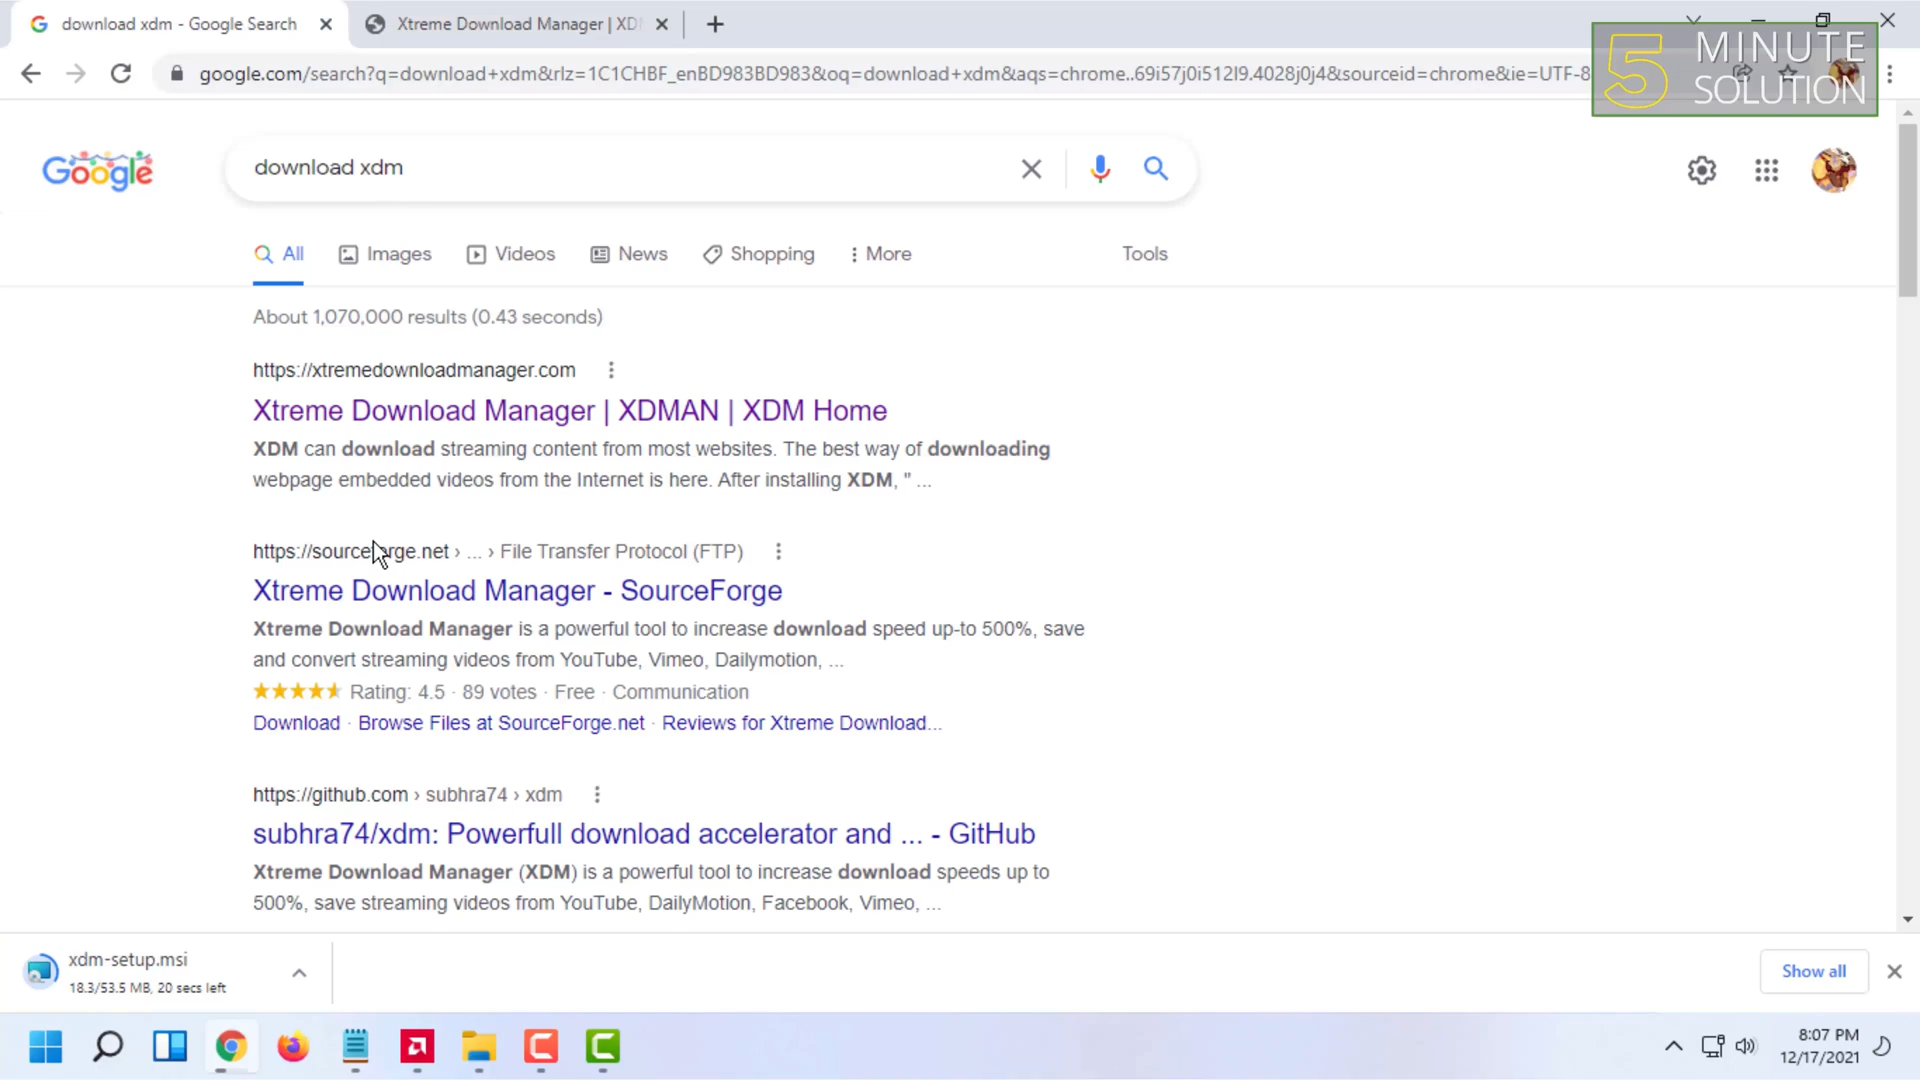 download xdm - Google Search
Xtreme Download Manager | XD
google.com/search?q=download+xdm&rlz=1C1CHBF_enBD983BD983&oq=download+xdm&aqs=chrome..69i57j0i512l9.4028j0j4&sourceid=chrome&ie=UTF-8
5 MINUTE
SOLUTION
Google
download xdm
All
Images
Videos
News
Shopping
More
Tools
About 1,070,000 results (0.43 seconds)
https://xtremedownloadmanager.com
Xtreme Download Manager | XDMAN | XDM Home
XDM can download streaming content from most websites. The best way of downloading
webpage embedded videos from the Internet is here. After installing XDM, " ...
https://sourceforge.net › ... › File Transfer Protocol (FTP)
Xtreme Download Manager - SourceForge
Xtreme Download Manager is a powerful tool to increase download speed up-to 500%, save
and convert streaming videos from YouTube, Vimeo, Dailymotion, ...
Rating: 4.5 · 89 votes · Free · Communication
Download · Browse Files at SourceForge.net · Reviews for Xtreme Download...
https://github.com › subhra74 › xdm
subhra74/xdm: Powerfull download accelerator and ... - GitHub
Xtreme Download Manager (XDM) is a powerful tool to increase download speeds up to
500%, save streaming videos from YouTube, DailyMotion, Facebook, Vimeo, ...
xdm-setup.msi
18.3/53.5 MB, 20 secs left
Show all
8:07 PM
12/17/2021